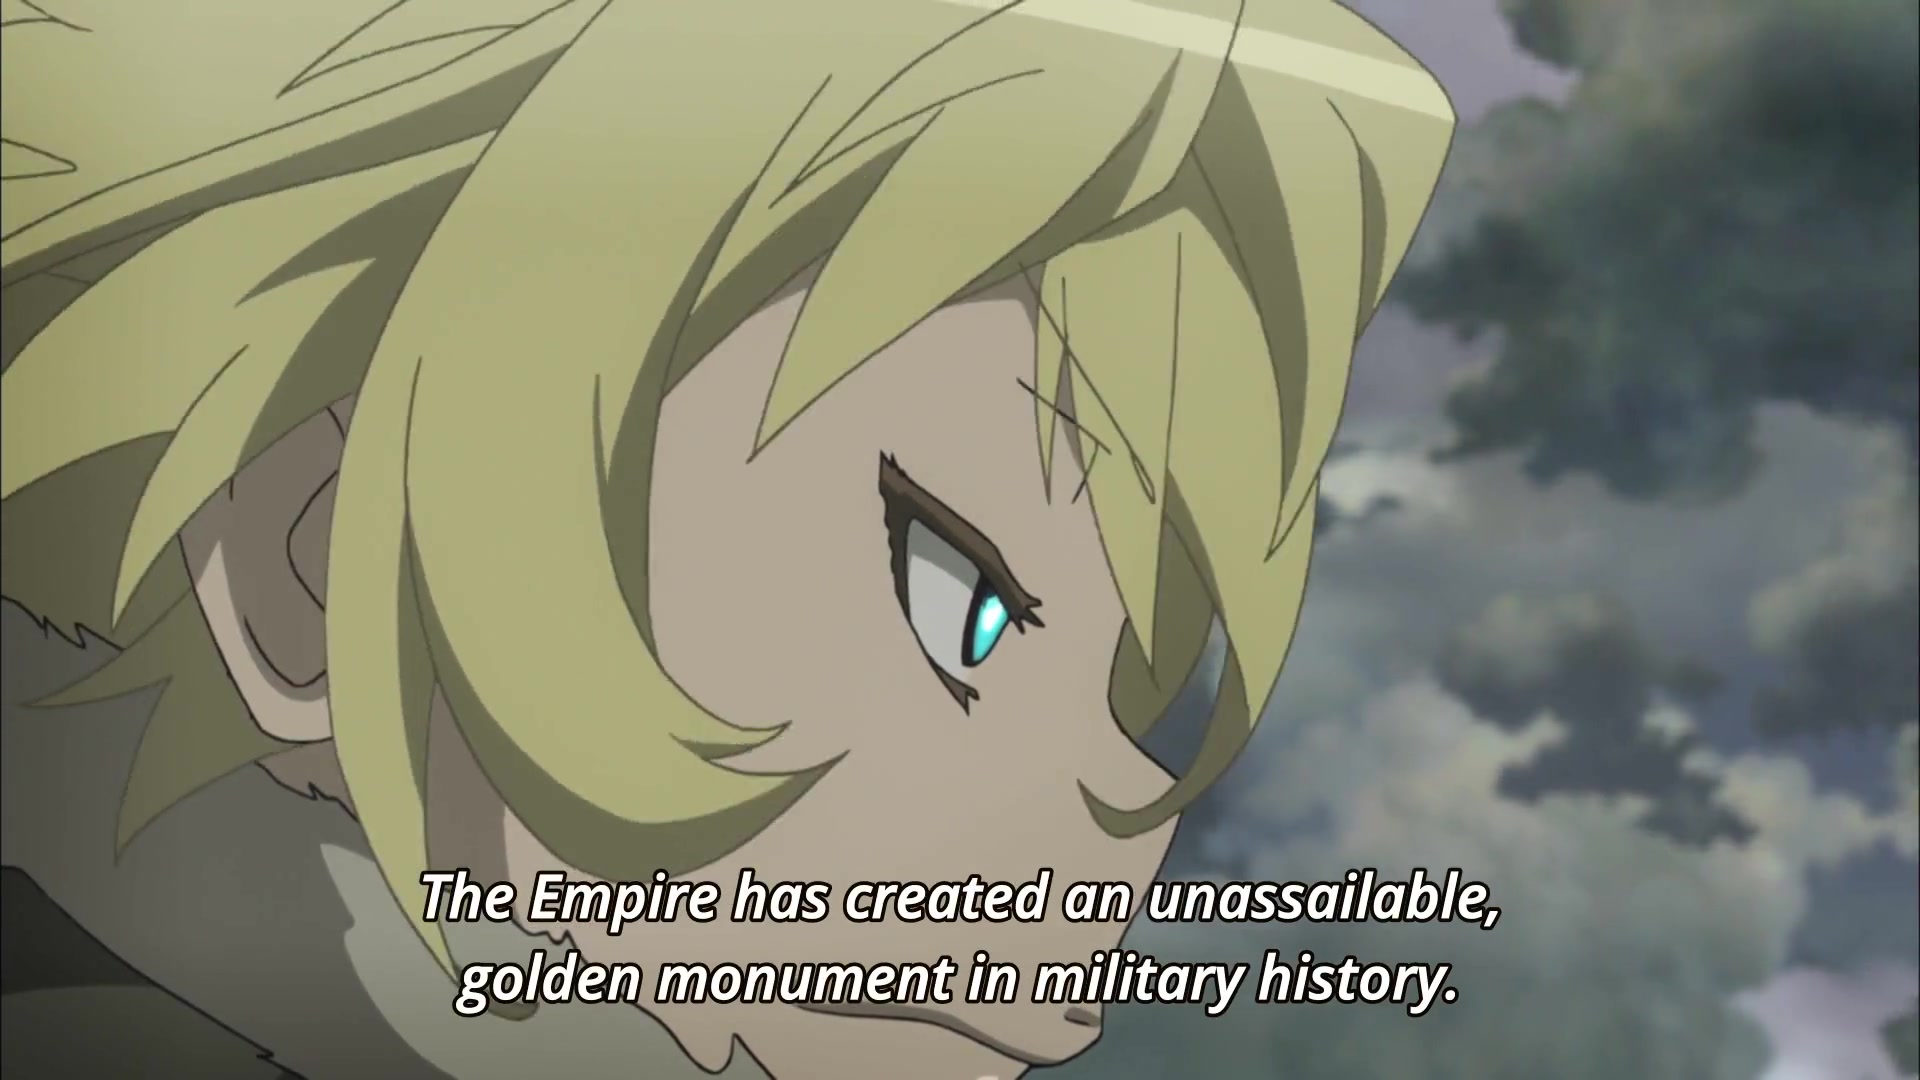 The Empire has created an unassailable,
golden monument in military history.